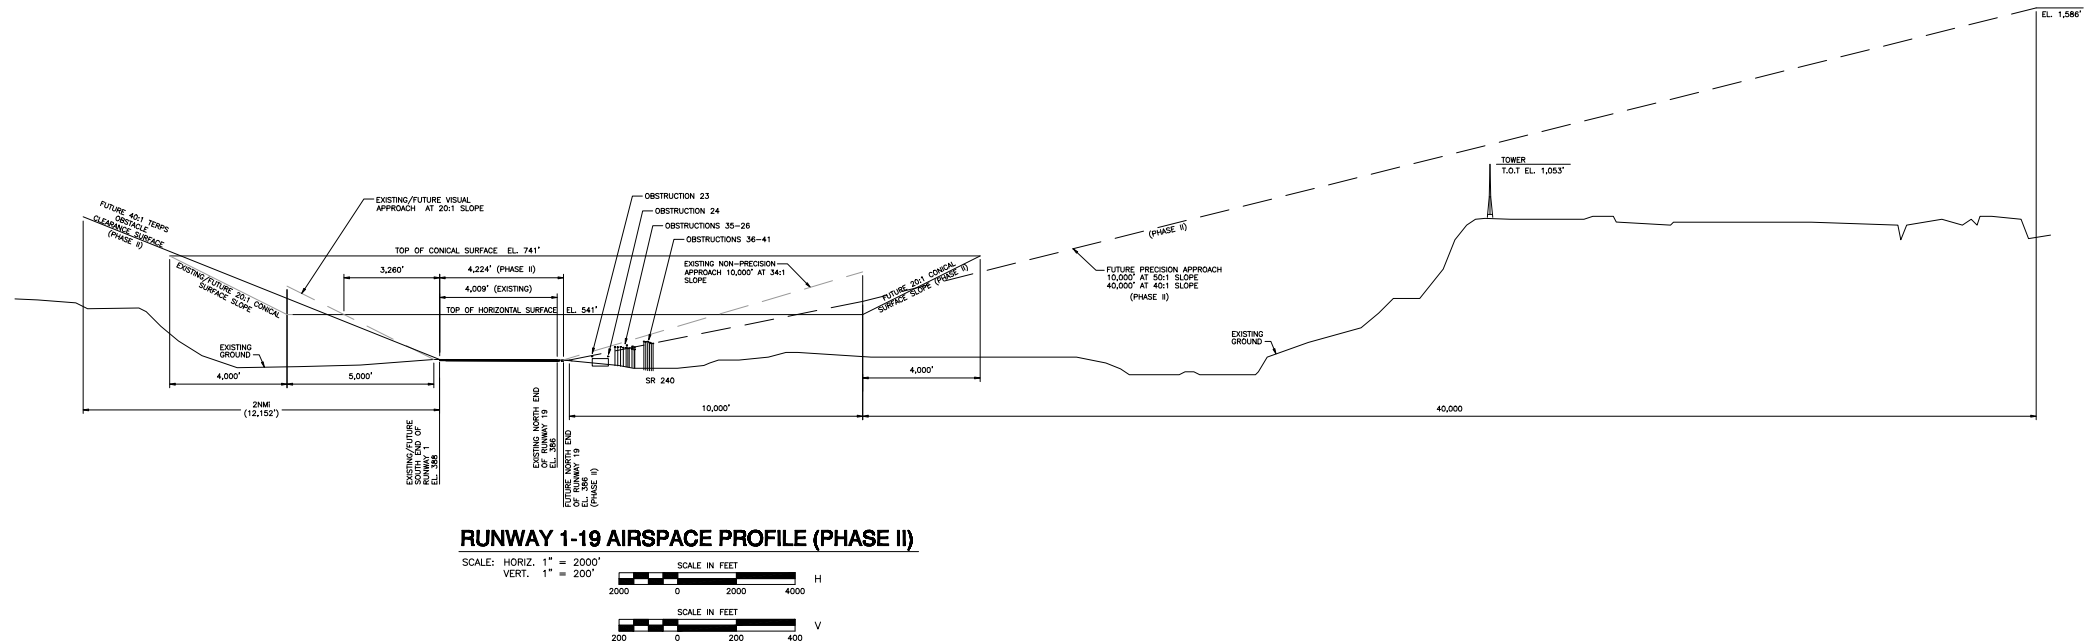 EL. 1,586'
TOWER
T.O.T EL. 1,053'
FUTURE 40:1 TERPS
OBSTACLE
CLEARANCE SURFACE
(PHASE II)
EXISTING/FUTURE VISUAL
APPROACH AT 20:1 SLOPE
OBSTRUCTION 23
OBSTRUCTION 24
OBSTRUCTIONS 35-26
OBSTRUCTIONS 36-41
(PHASE II)
TOP OF CONICAL SURFACE EL. 741'
EXISTING/FUTURE 20:1 CONICAL
SURFACE SLOPE
3,260'
4,224' (PHASE II)
4,009' (EXISTING)
EXISTING NON-PRECISION
APPROACH 10,000' AT 34:1
SLOPE
FUTURE 20:1 CONICAL
SURFACE SLOPE (PHASE II)
FUTURE PRECISION APPROACH
10,000' AT 50:1 SLOPE
40,000' AT 40:1 SLOPE
(PHASE II)
TOP OF HORIZONTAL SURFACE EL. 541'
EXISTING
GROUND
EXISTING
GROUND
4,000'
5,000'
SR 240
4,000'
2NMi
(12,152')
10,000'
40,000
EXISTING/FUTURE
SOUTH END OF
RUNWAY 1
EL. 388
EXISTING NORTH END
OF RUNWAY 19
EL. 386
FUTURE NORTH END
OF RUNWAY 19
EL. 386
(PHASE II)
RUNWAY 1-19 AIRSPACE PROFILE (PHASE II)
SCALE: HORIZ. 1" = 2000'
VERT. 1" = 200'
SCALE IN FEET
H
2000 0 2000 4000
SCALE IN FEET
V
200 0 200 400